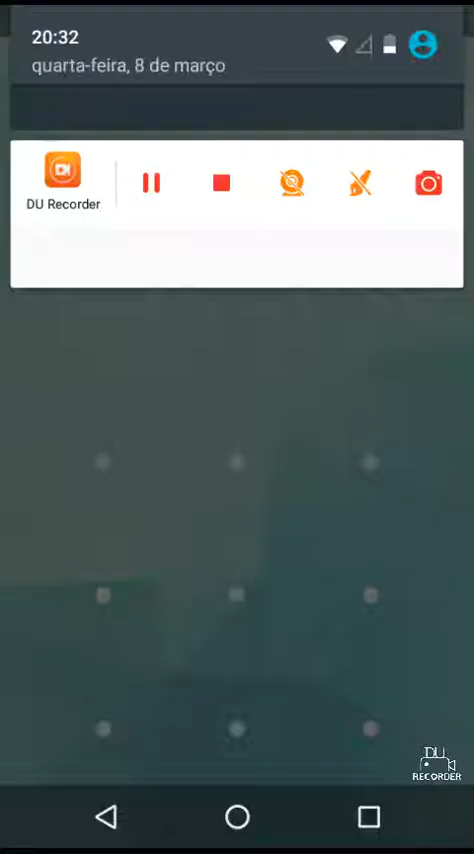 20:32
quarta-feira, 8 de março
DU Recorder
DU
RECORDER